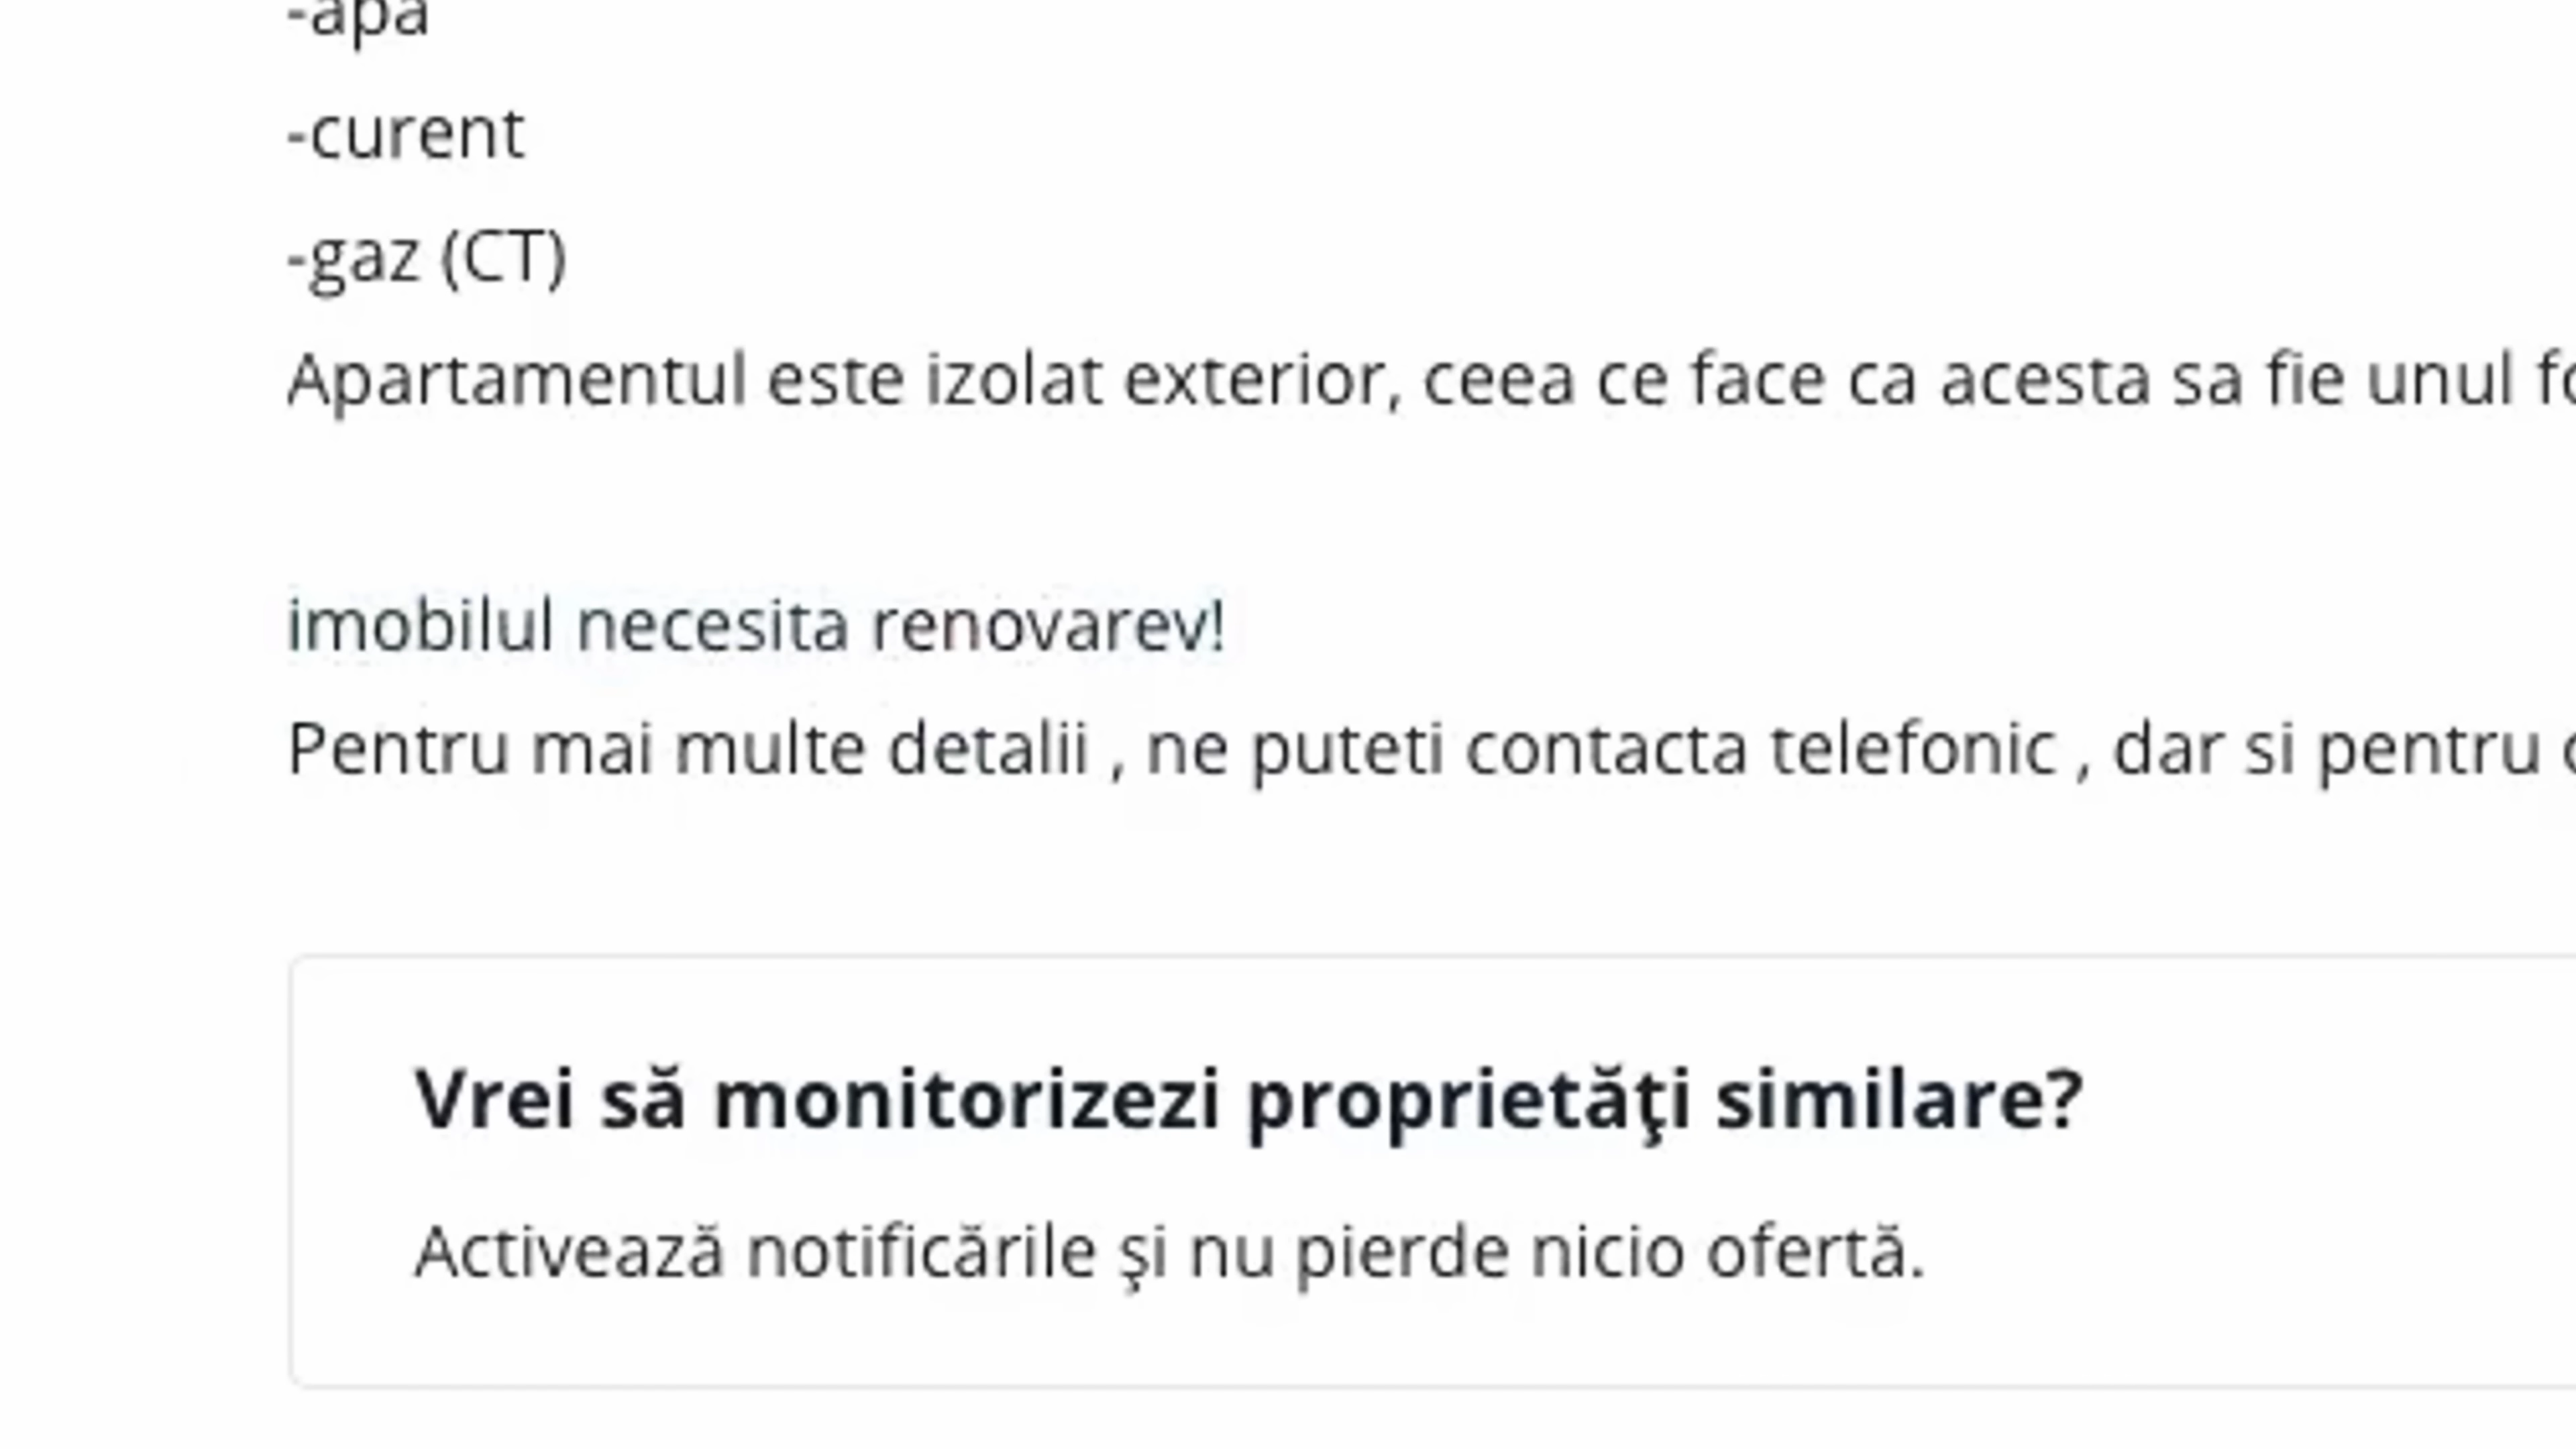 -apa
-curent
-gaz (CT)
Apartamentul este izolat exterior, ceea ce face ca acesta sa fie unul
imobilul necesita renovarev!
Pentru mai multe detalii , ne puteti contacta telefonic , dar si pentru
Vrei să monitorizezi proprietăţi similare?
Activează notificările şi nu pierde nicio ofertă.